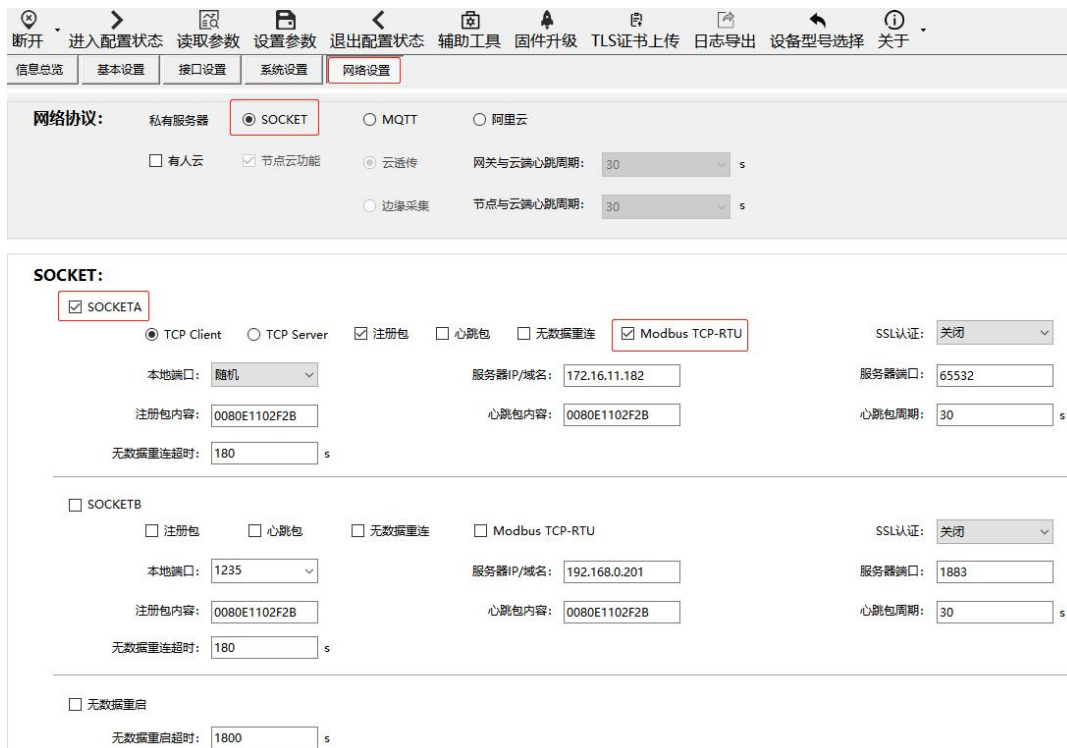 断开 进入配置状态 读取参数 设置参数 退出配置状态 辅助工具 固件升级 TLS证书上传 日志导出 设备型号选择 关于
信息总览 基本设置 接口设置 系统设置 网络设置
网络协议: 私有服务器 SOCKET MQTT 阿里云
有人云 节点云功能 云透传 网关与云端心跳周期: 30 s
边缘采集 节点与云端心跳周期: 30 s
SOCKET:
SOCKETA
TCP Client TCP Server 注册包 心跳包 无数据重连 Modbus TCP-RTU SSL认证: 关闭
本地端口: 随机 服务器IP/域名: 172.16.11.182 服务器端口: 65532
注册包内容: 0080E1102F2B 心跳包内容: 0080E1102F2B 心跳包周期: 30 s
无数据重连超时: 180 s
SOCKETB
注册包 心跳包 无数据重连 Modbus TCP-RTU SSL认证: 关闭
本地端口: 1235 服务器IP/域名: 192.168.0.201 服务器端口: 1883
注册包内容: 0080E1102F2B 心跳包内容: 0080E1102F2B 心跳包周期: 30 s
无数据重连超时: 180 s
无数据重启
无数据重启超时: 1800 s